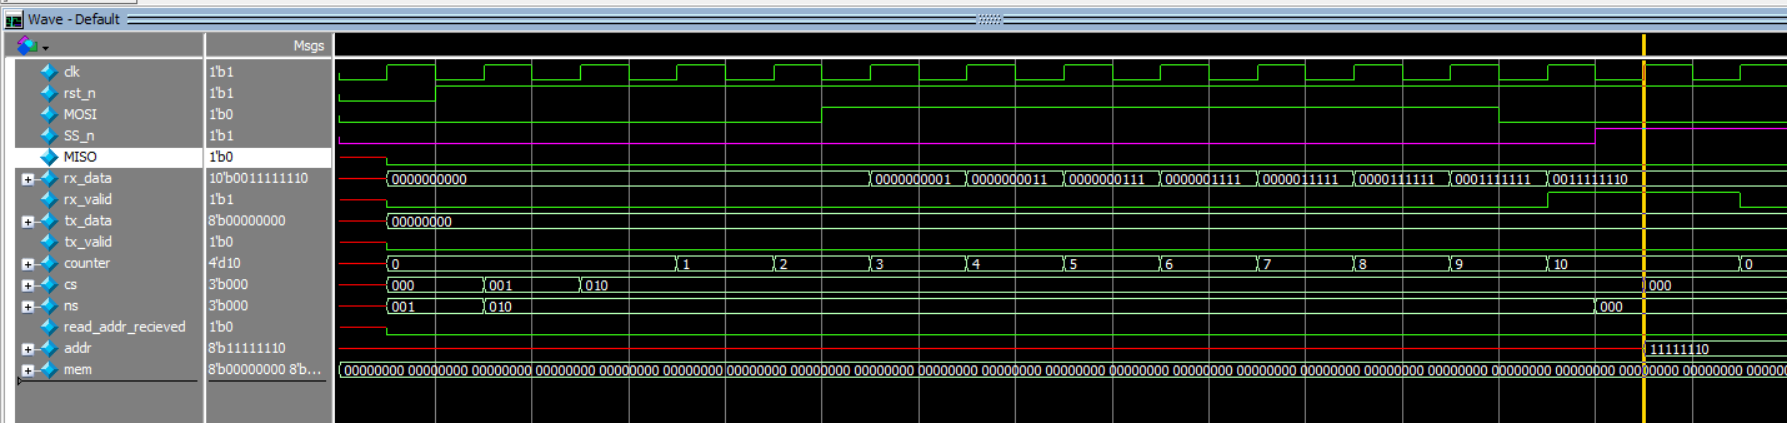 Wave - Default
Msgs
clk 1'b1
rst_n 1'b1
MOSI 1'b0
SS_n 1'b1
MISO 1'b0
rx_data 10'b0011111110 0000000000 0000000001 0000000011 0000000111 0000001111 0000011111 0000111111 0001111111 0011111110
rx_valid 1'b1
tx_data 8'b00000000 00000000
tx_valid 1'b0
counter 4'd10 0 1 2 3 4 5 6 7 8 9 10 0
cs 3'b000 000 001 010 000
ns 3'b000 001 010 000
read_addr_recieved 1'b0
addr 8'b11111110 11111110
mem 8'b00000000 8'b... 00000000 00000000 00000000 00000000 00000000 00000000 00000000 00000000 00000000 00000000 00000000 00000000 00000000 00000000 00000000 00000000 00000000 00000000 00000000 00000000 00000000 00000000